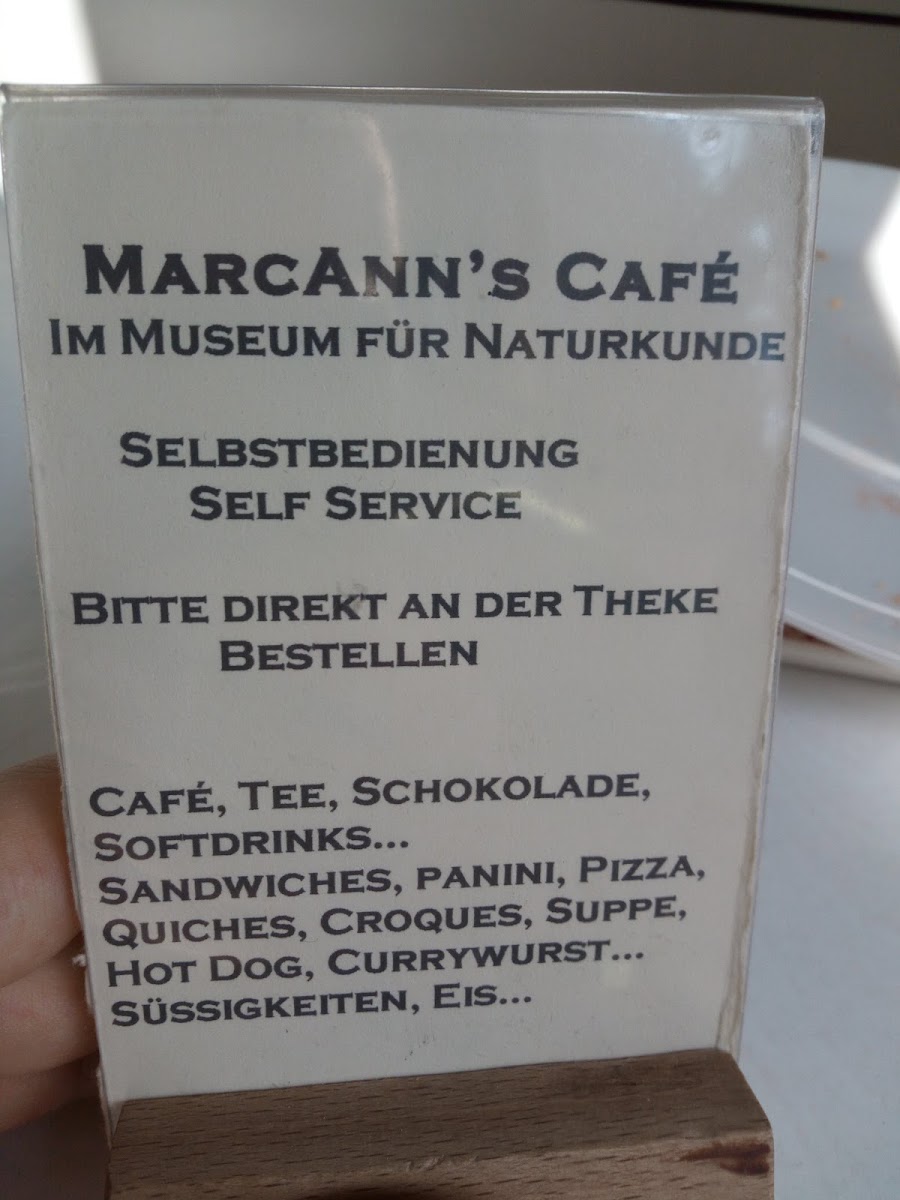 MarcAnn's Café
Im Museum für Naturkunde
Selbstbedienung
Self Service
Bitte direkt an der Theke
Bestellen
Café, Tee, Schokolade,
Softdrinks...
Sandwiches, panini, Pizza,
Quiches, Croques, Suppe,
Hot Dog, Currywurst...
Süssigkeiten, Eis...